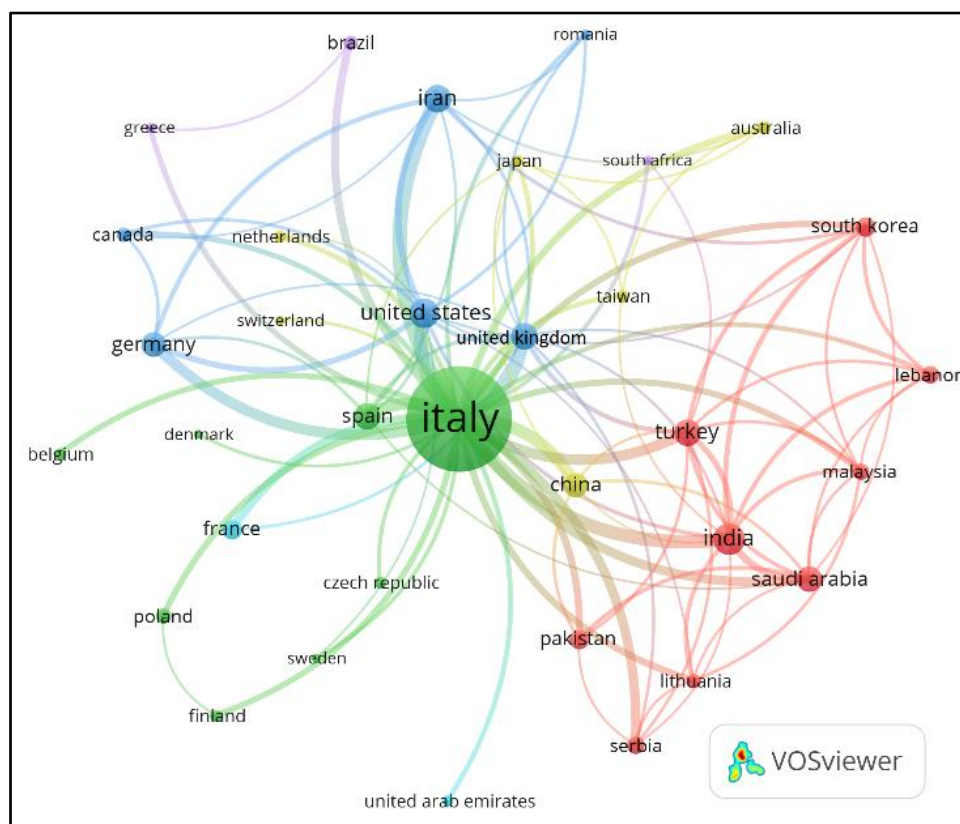 romania
brazil
iran
greece
australia
japan
south africa
south korea
canada
netherlands
taiwan
united states
switzerland
united kingdom
germany
lebanon
italy
spain
turkey
denmark
belgium
malaysia
china
france
india
saudi arabia
czech republic
poland
pakistan
sweden
lithuania
finland
serbia
VOSviewer
united arab emirates